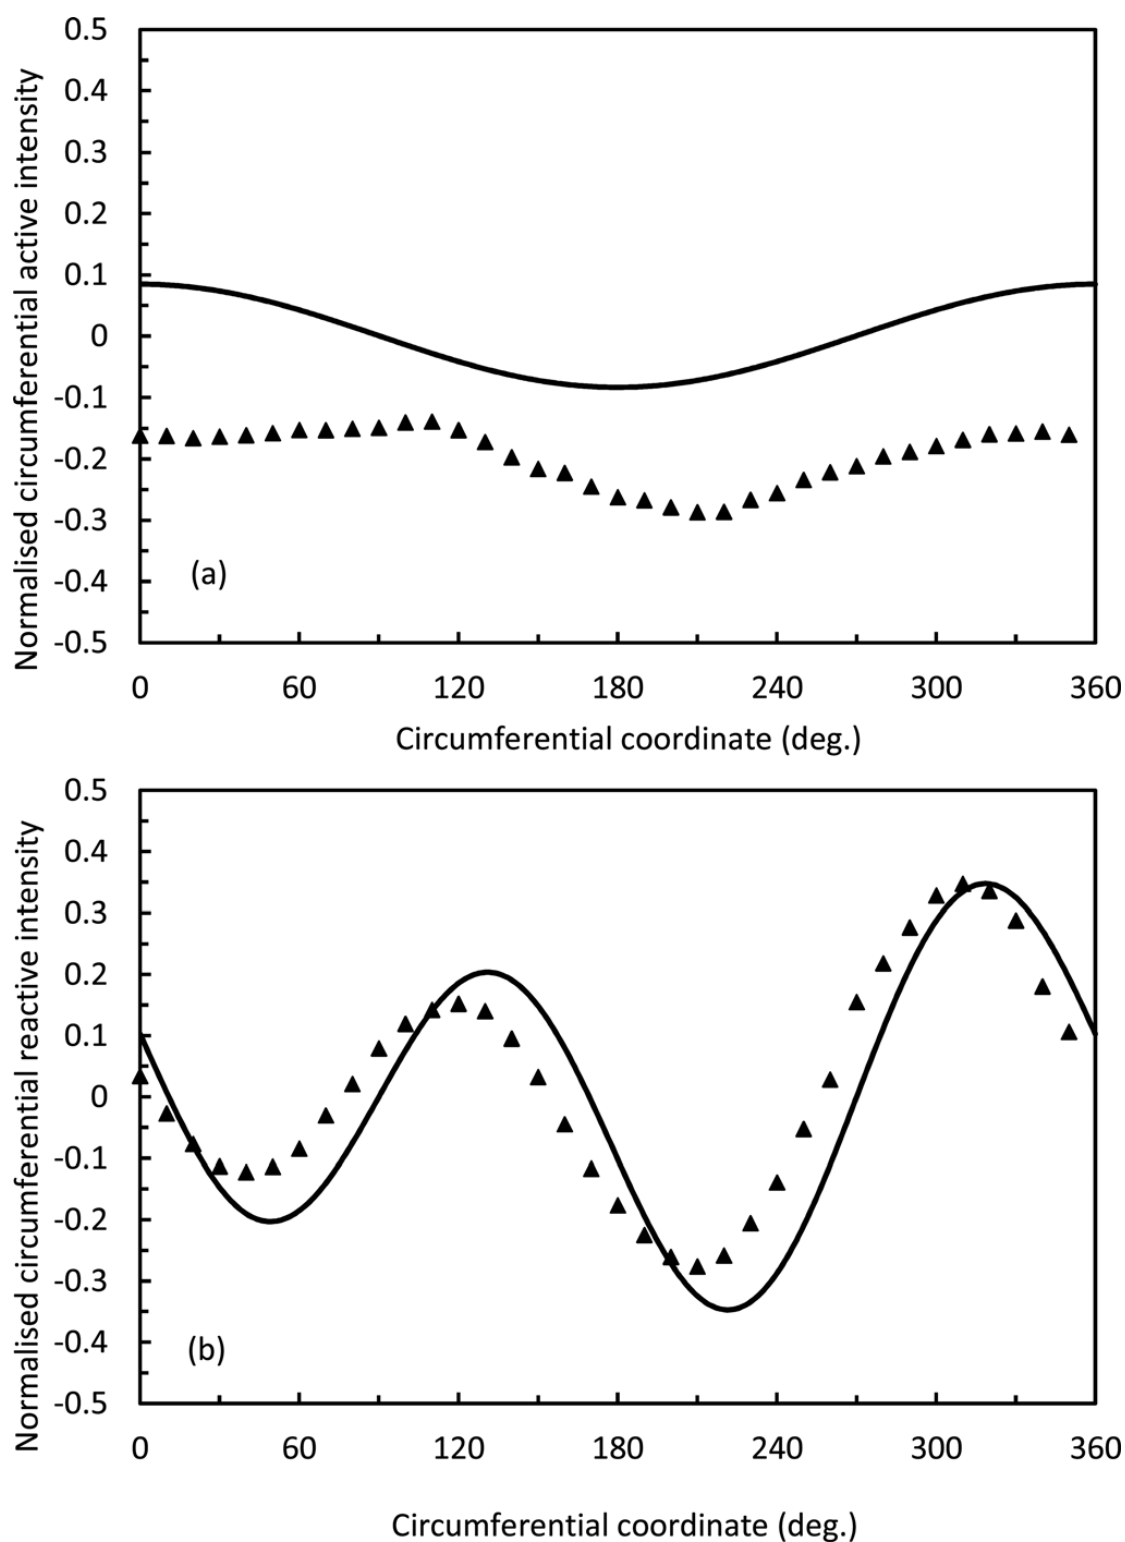 Normalised circumferential active intensity
0.5
0.4
0.3
0.2
0.1
0
-0.1
-0.2
-0.3
-0.4
-0.5
(a)
0 60 120 180 240 300 360
Circumferential coordinate (deg.)
Normalised circumferential reactive intensity
0.5
0.4
0.3
0.2
0.1
0
-0.1
-0.2
-0.3
-0.4
-0.5
(b)
0 60 120 180 240 300 360
Circumferential coordinate (deg.)